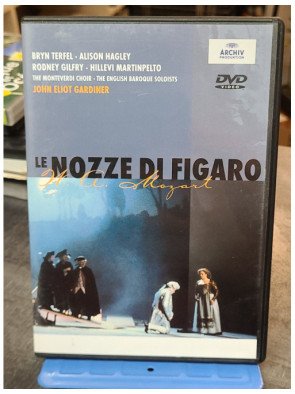 BRYN TERFEL - ALISON HAGLEY
RODNEY GILFRY - HILLEVI MARTINPELTO
THE MONTEVERDI CHOIR - THE ENGLISH BAROQUE SOLOISTS
JOHN ELIOT GARDINER
ARCHIV
PRODUKTION
DVD
VIDEO
LE NOZZE DI FIGARO
W. A. Mozart